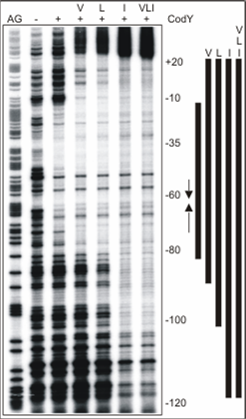 V L I VLI
AG - + + + + + CodY
+20
-10
-35
-60
-80
-100
-120
V
L
I
V L I I